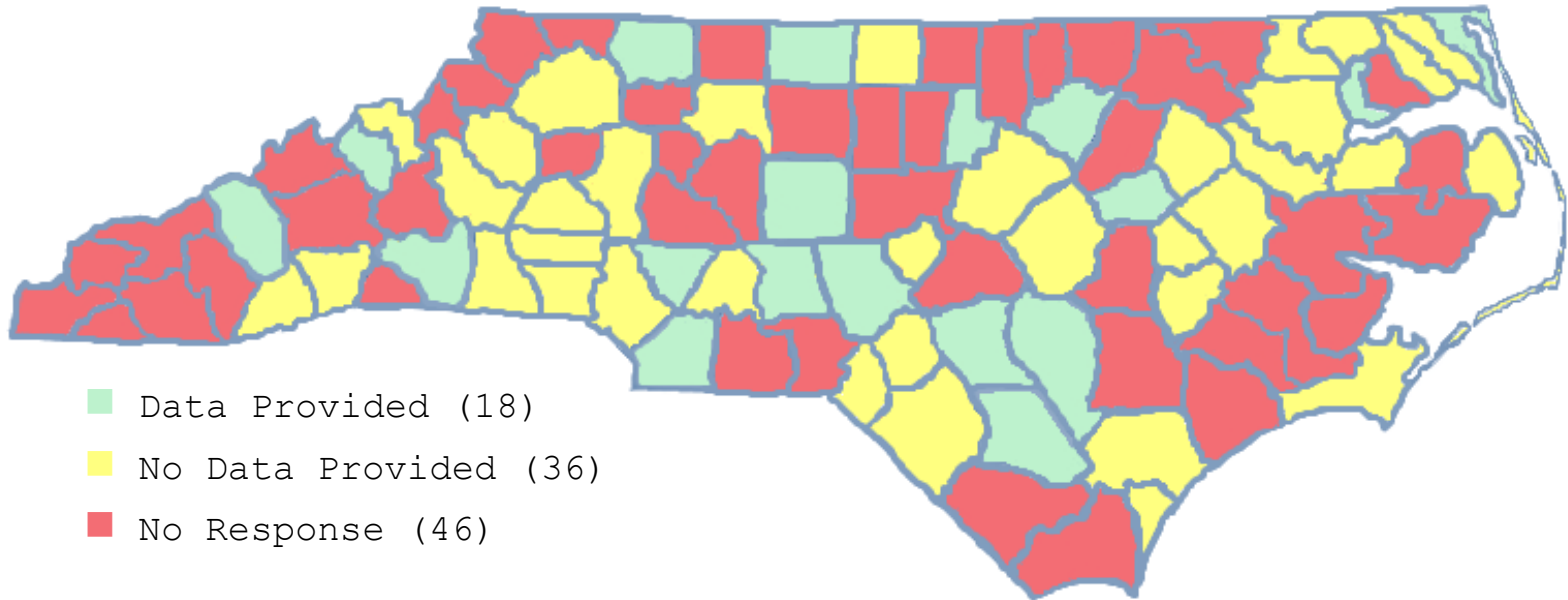 Data Provided (18)
No Data Provided (36)
No Response (46)